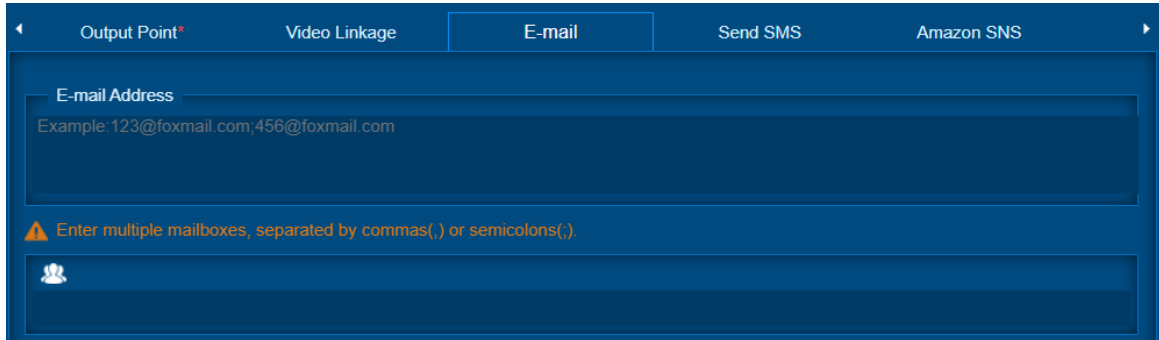 Output Point* Video Linkage E-mail Send SMS Amazon SNS
E-mail Address
Example:123@foxmail.com;456@foxmail.com
Enter multiple mailboxes, separated by commas(,) or semicolons(;).